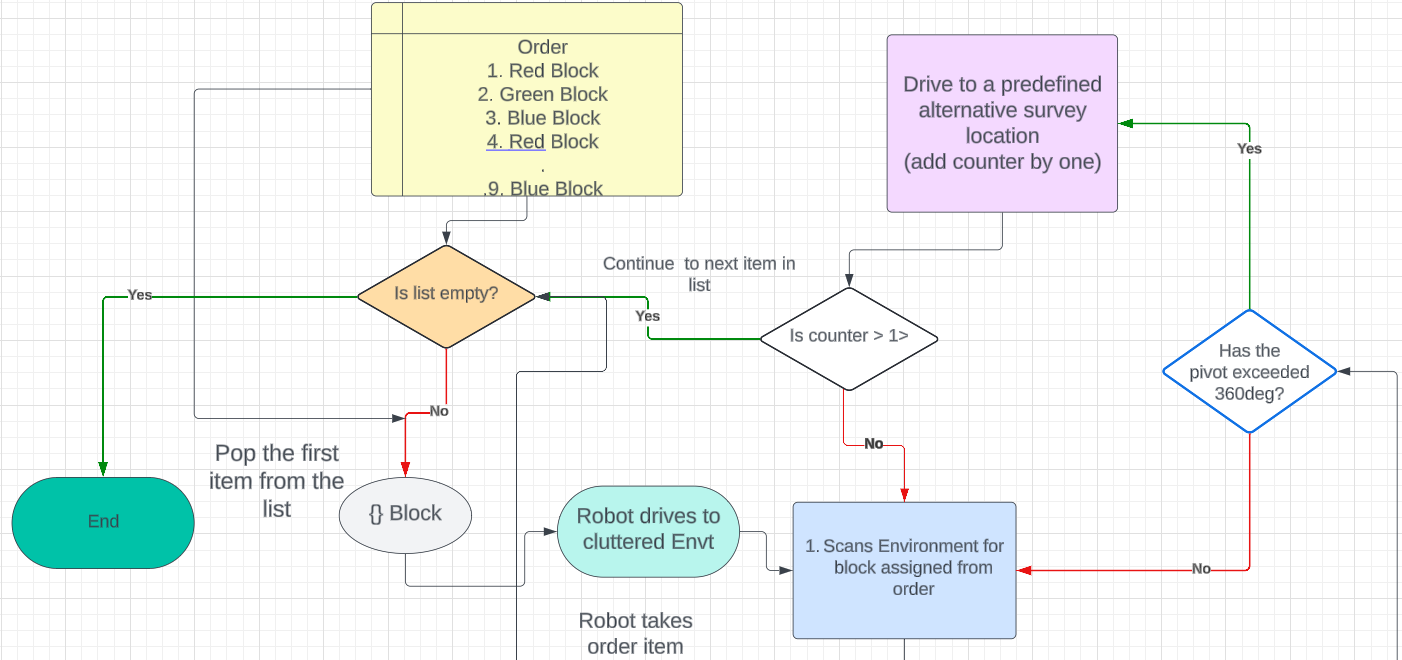 Order
1. Red Block
2. Green Block
3. Blue Block
4. Red Block
.
.9. Blue Block
Drive to a predefined
alternative survey
location
(add counter by one)
Yes
Is list empty?
Yes
Continue  to next item in
list
Yes
Is counter > 1>
Has the
pivot exceeded
360deg?
No
Pop the first
item from the
list
{} Block
No
End
Robot drives to
cluttered Envt
1. Scans Environment for
block assigned from
order
No
Robot takes
order item